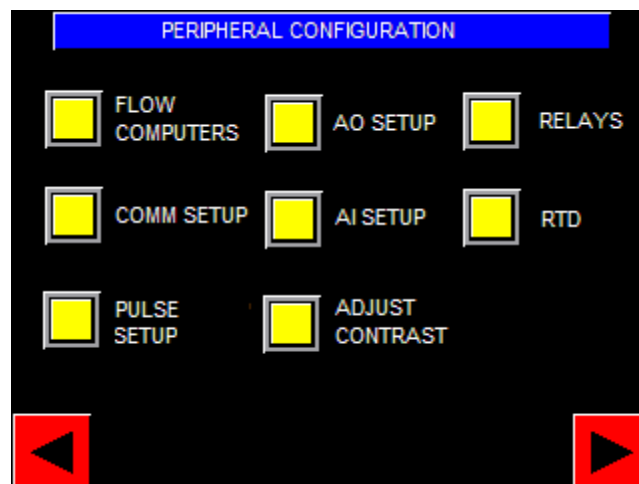 PERIPHERAL CONFIGURATION
FLOW
COMPUTERS
AO SETUP
RELAYS
COMM SETUP
AI SETUP
RTD
PULSE
SETUP
ADJUST
CONTRAST